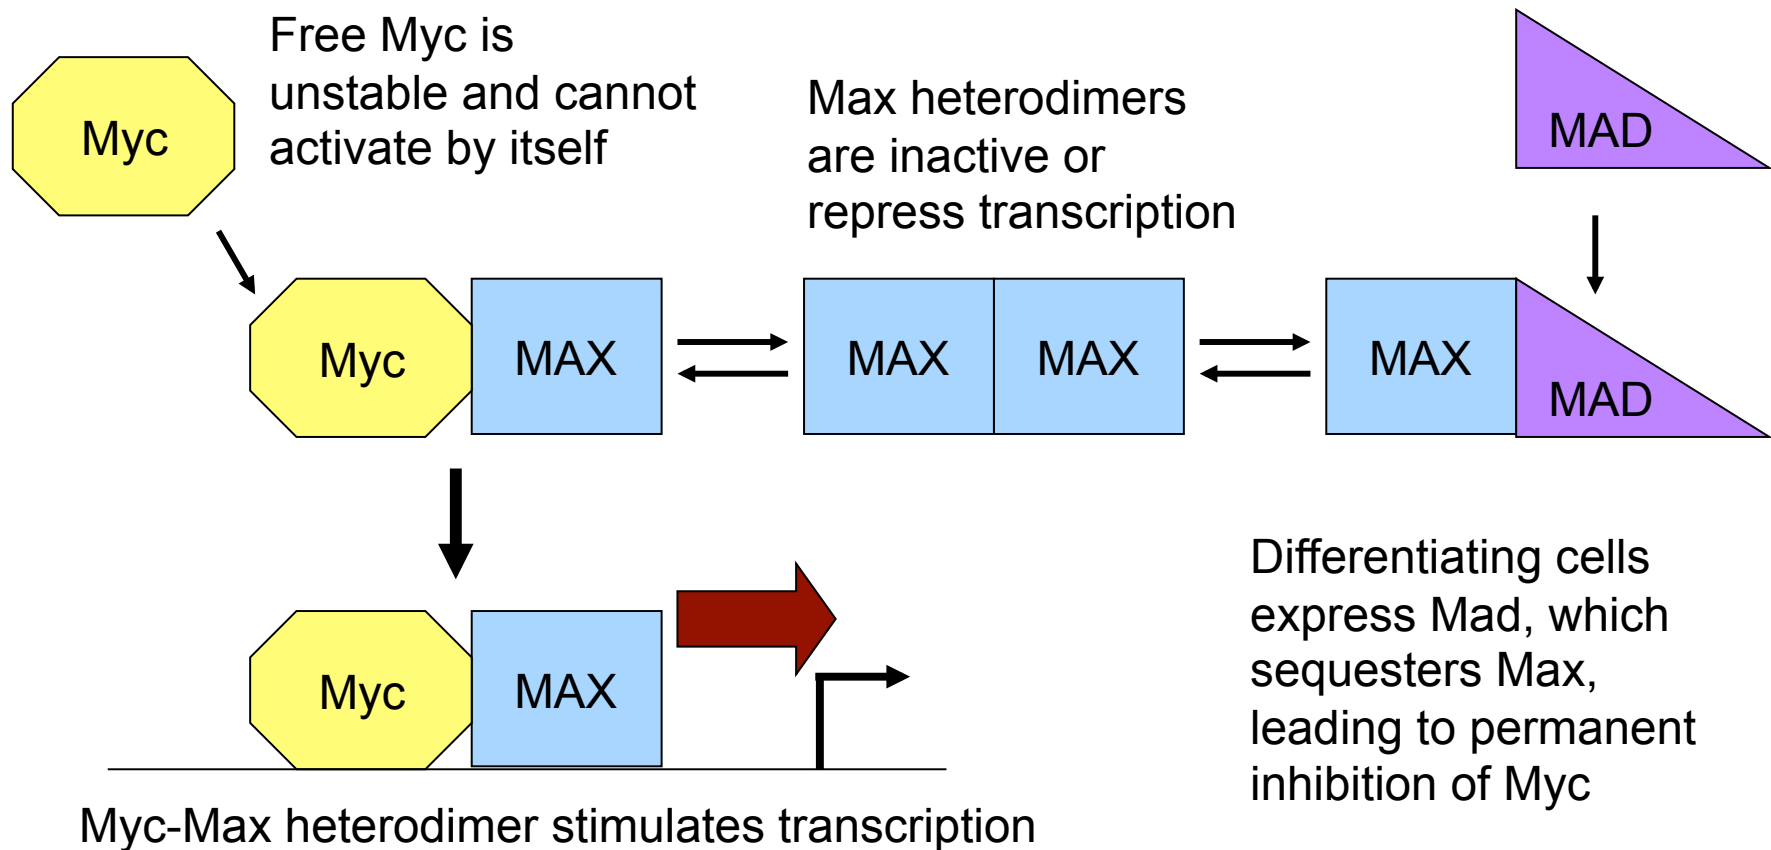 Free Myc is
unstable and cannot
activate by itself
Myc
Max heterodimers
are inactive or
repress transcription
MAD
Myc
MAX
MAX
MAX
MAX
MAD
Myc
MAX
Differentiating cells
express Mad, which
sequesters Max,
leading to permanent
inhibition of Myc
Myc-Max heterodimer stimulates transcription